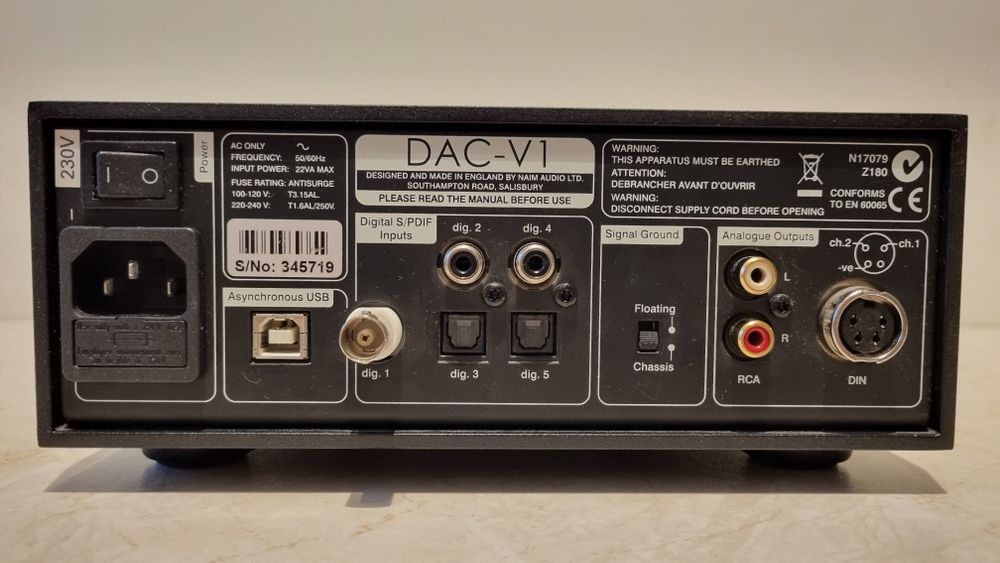 230V
Power
I
AC ONLY ~
FREQUENCY: 50/60Hz
INPUT POWER: 22VA MAX
FUSE RATING: ANTISURGE
100-120 V: T3.15AL.
220-240 V: T1.6AL/250V.
S/No: 345719
Asynchronous USB
DAC-V1
DESIGNED AND MADE IN ENGLAND BY NAIM AUDIO LTD.
SOUTHAMPTON ROAD, SALISBURY
PLEASE READ THE MANUAL BEFORE USE
Digital S/PDIF
Inputs
dig. 2
dig. 4
dig. 1
dig. 3
dig. 5
WARNING:
THIS APPARATUS MUST BE EARTHED
ATTENTION:
DEBRANCHER AVANT D'OUVRIR
WARNING:
DISCONNECT SUPPLY CORD BEFORE OPENING
N17079
Z180
CONFORMS
TO EN 60065
CE
Signal Ground
Floating
Chassis
Analogue Outputs
ch.2
ch.1
-ve
L
R
RCA
DIN